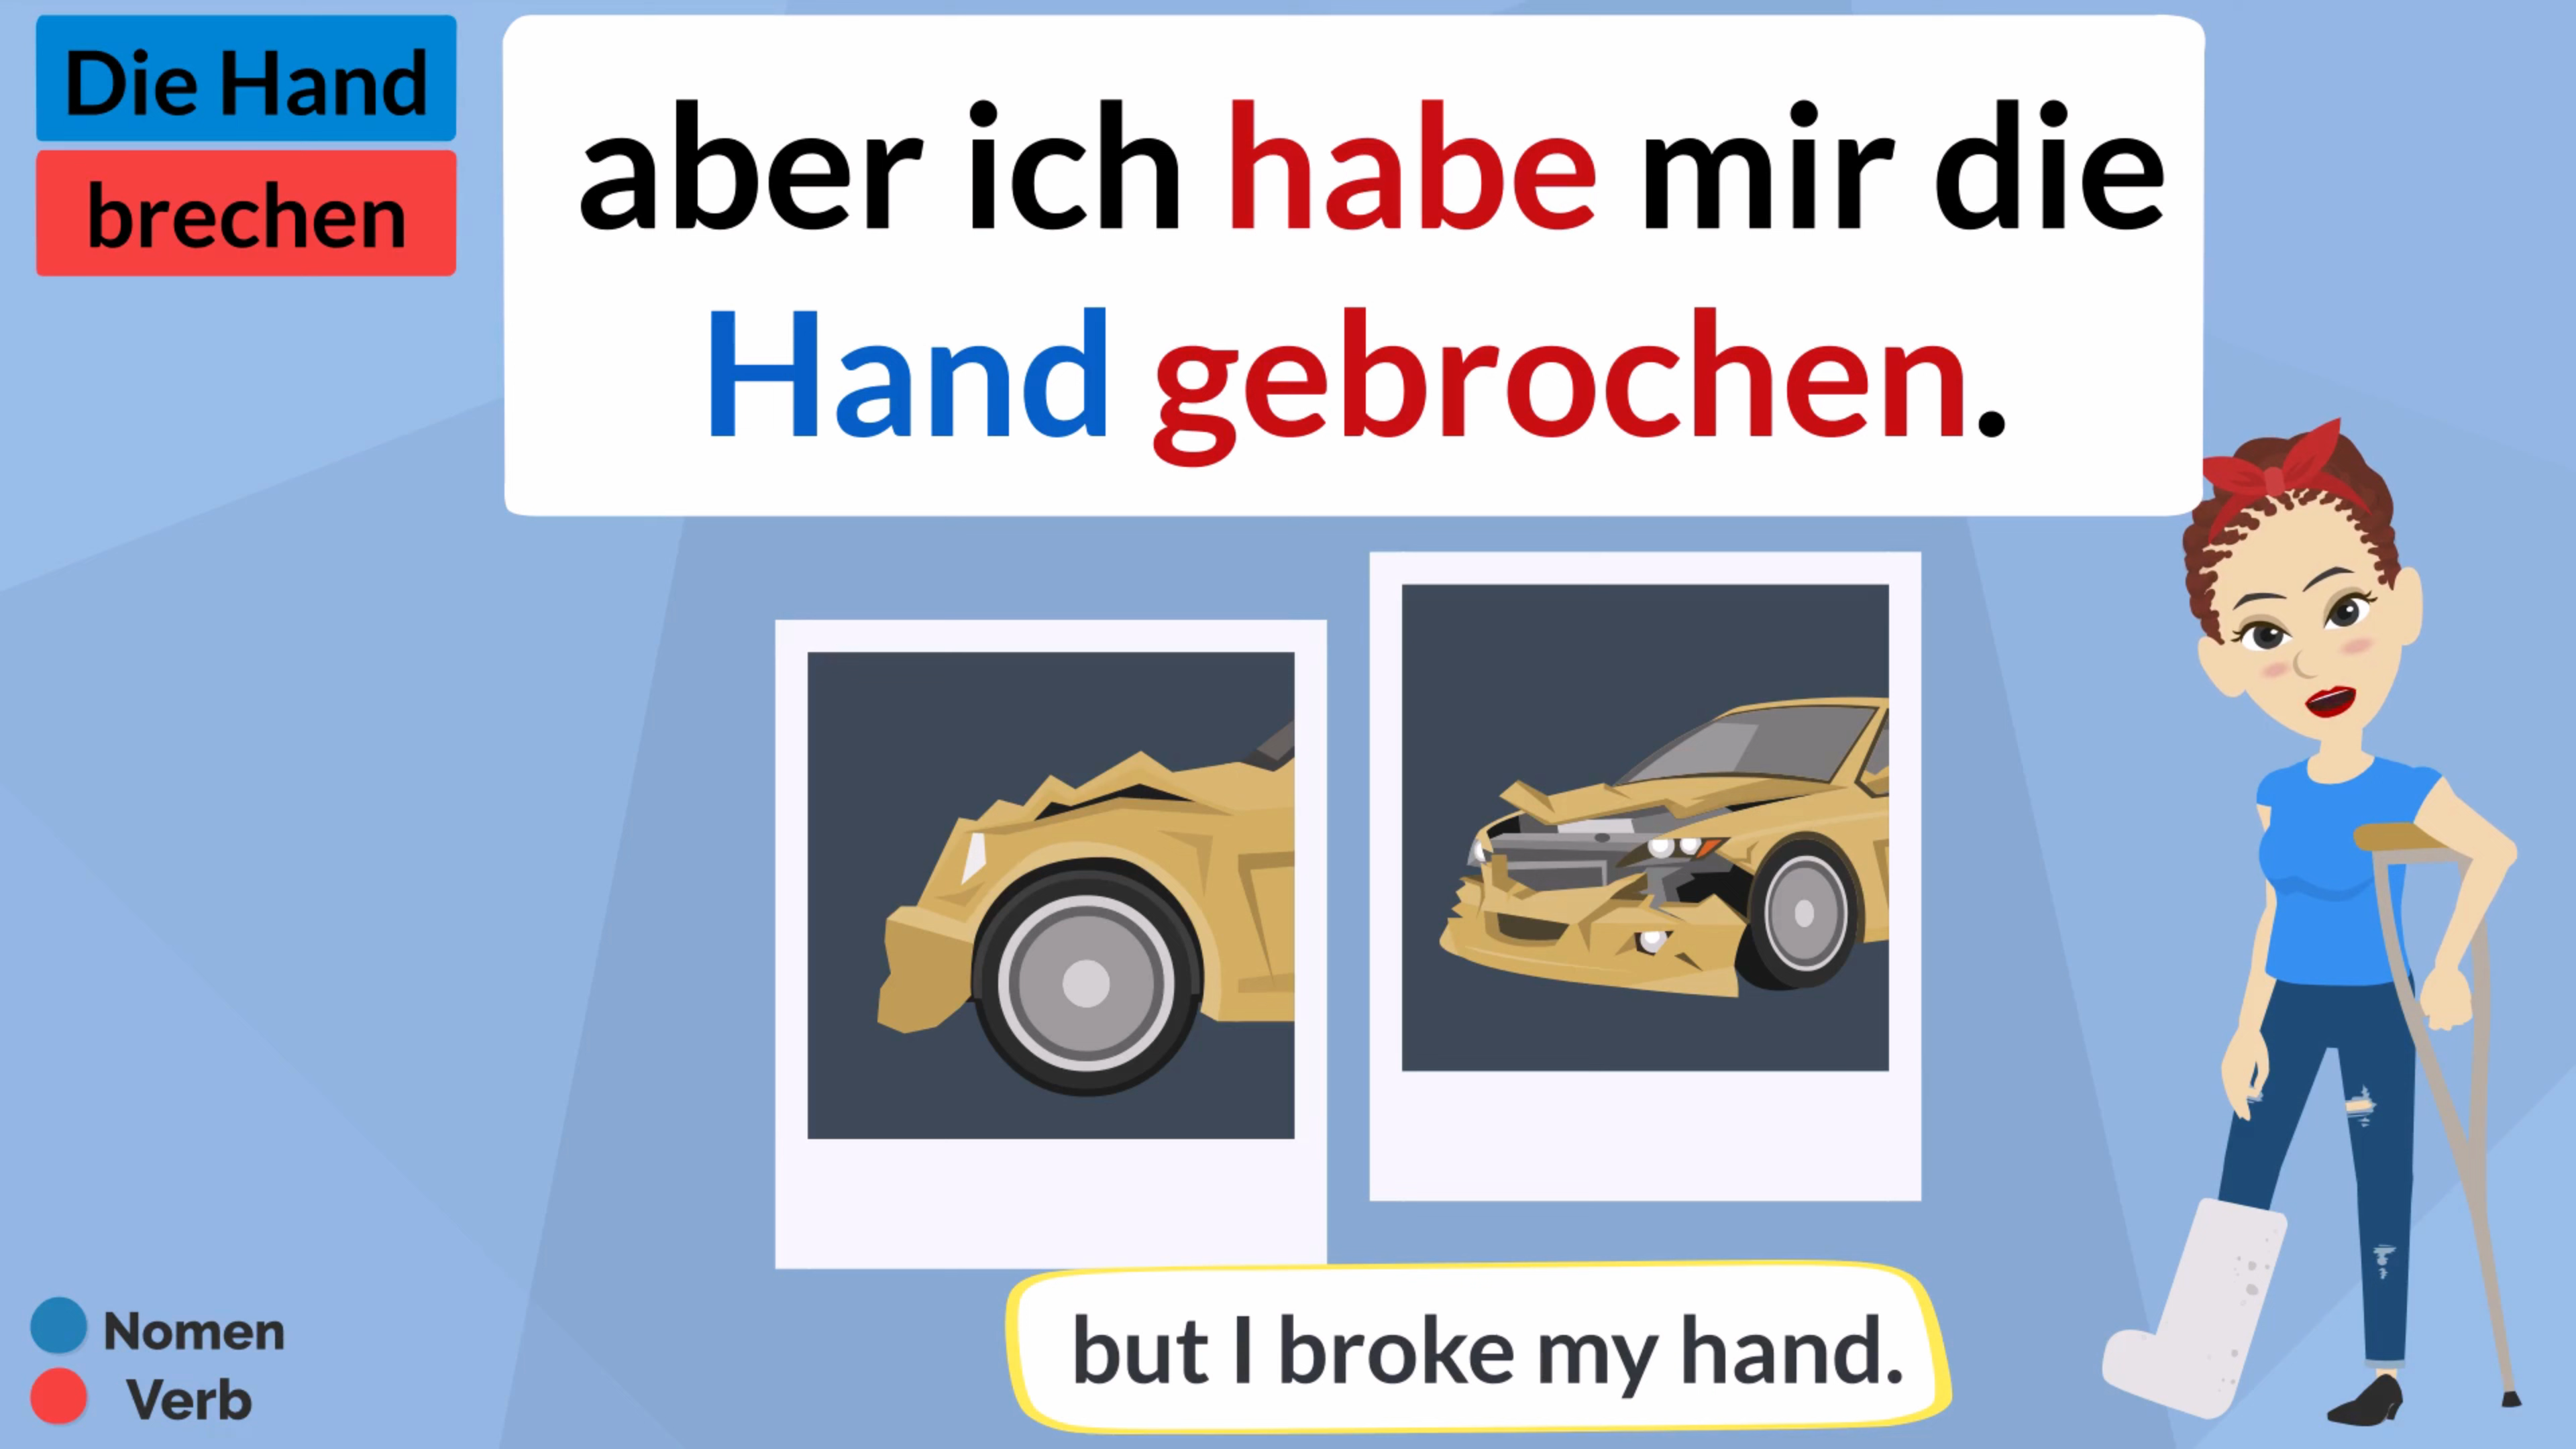 Die Hand
brechen
aber ich habe mir die
Hand gebrochen.
but I broke my hand.
Nomen
Verb